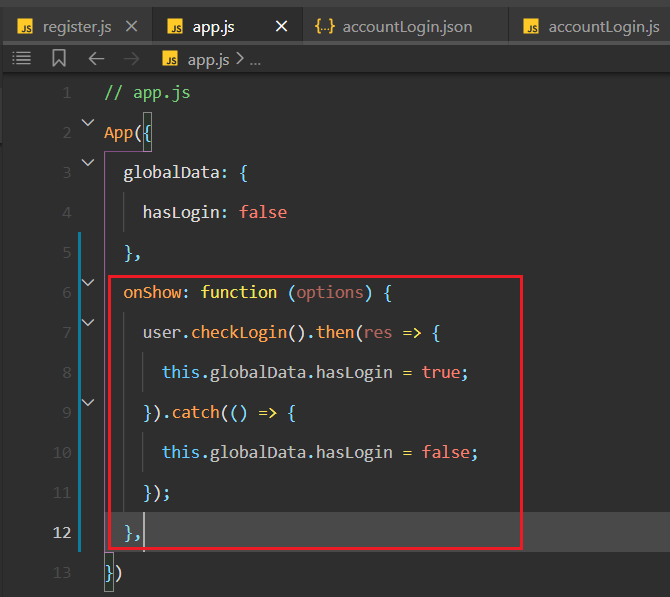 JS register.js ×
JS app.js ×
{..} accountLogin.json
JS accountLogin.js
JS app.js > ...
1 // app.js
2 App({
3 globalData: {
4 hasLogin: false
5 },
6 onShow: function (options) {
7 user.checkLogin().then(res => {
8 this.globalData.hasLogin = true;
9 }).catch(() => {
10 this.globalData.hasLogin = false;
11 });
12 },
13 })